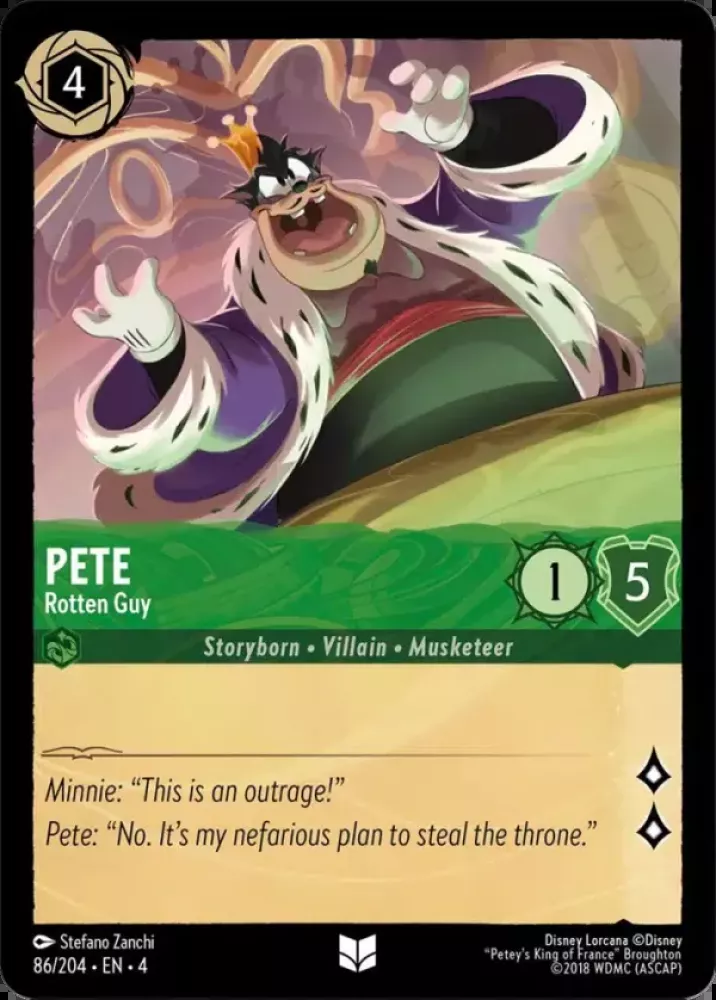 4
PETE
Rotten Guy
1
5
Storyborn • Villain • Musketeer
Minnie: “This is an outrage!”
Pete: “No. It’s my nefarious plan to steal the throne.”
Stefano Zanchi
86/204 • EN • 4
Disney Lorcana ©Disney
“Petey’s King of France” Broughton
©2018 WDMC (ASCAP)